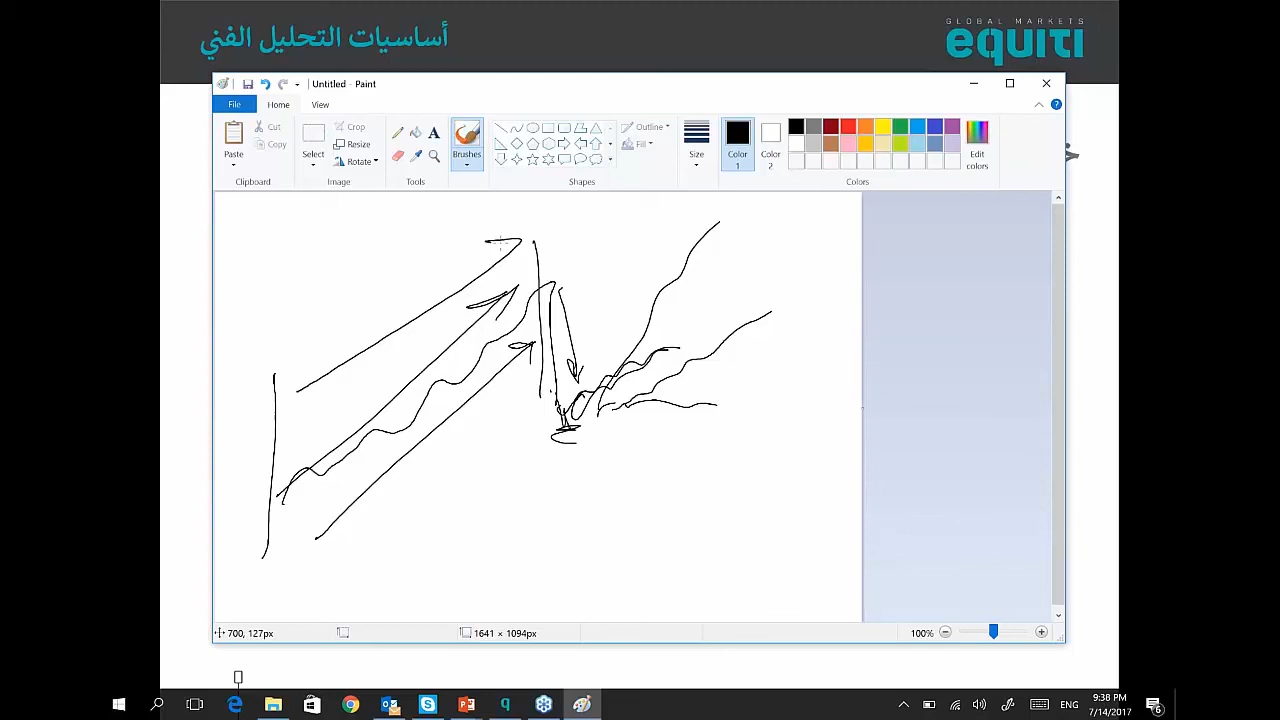 أساسيات التحليل الفني
GLOBAL MARKETS
equiti
Untitled - Paint
File
Home
View
Paste
Cut
Copy
Clipboard
Select
Crop
Resize
Rotate
Image
Tools
Brushes
Shapes
Outline
Fill
Size
Color
1
Color
2
Edit
colors
Colors
700, 127px
1641 × 1094px
100%
ENG
9:38 PM
7/14/2017
6